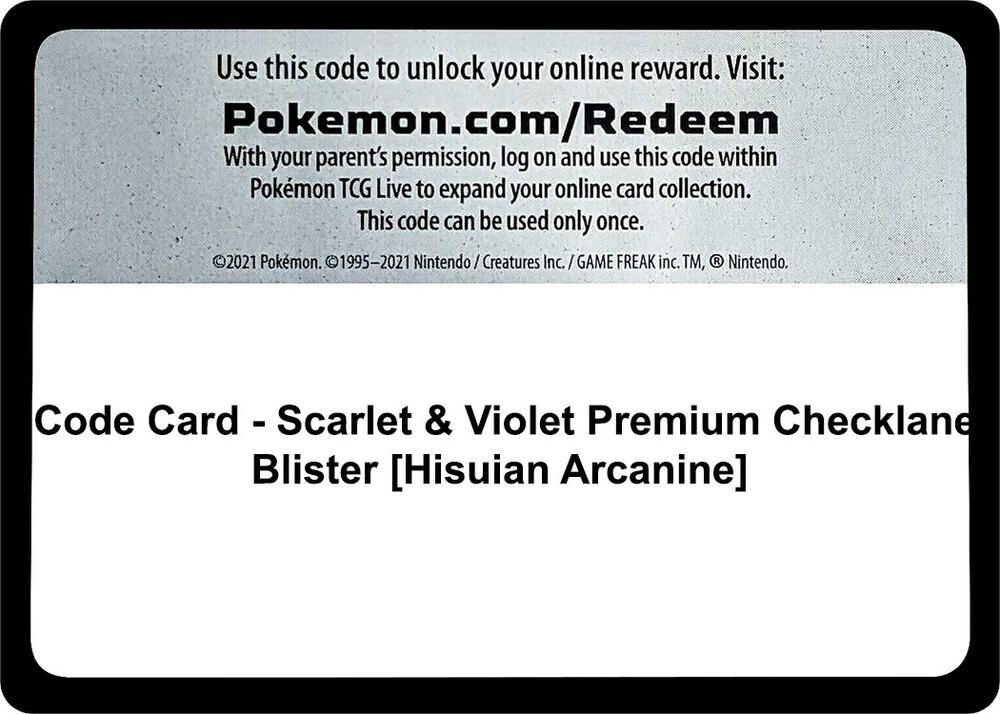 Use this code to unlock your online reward. Visit:
Pokemon.com/Redeem
With your parent's permission, log on and use this code within
Pokémon TCG Live to expand your online card collection.
This code can be used only once.
©2021 Pokémon. ©1995–2021 Nintendo / Creatures Inc. / GAME FREAK inc. TM, ® Nintendo.
Code Card - Scarlet & Violet Premium Checklane
Blister [Hisuian Arcanine]